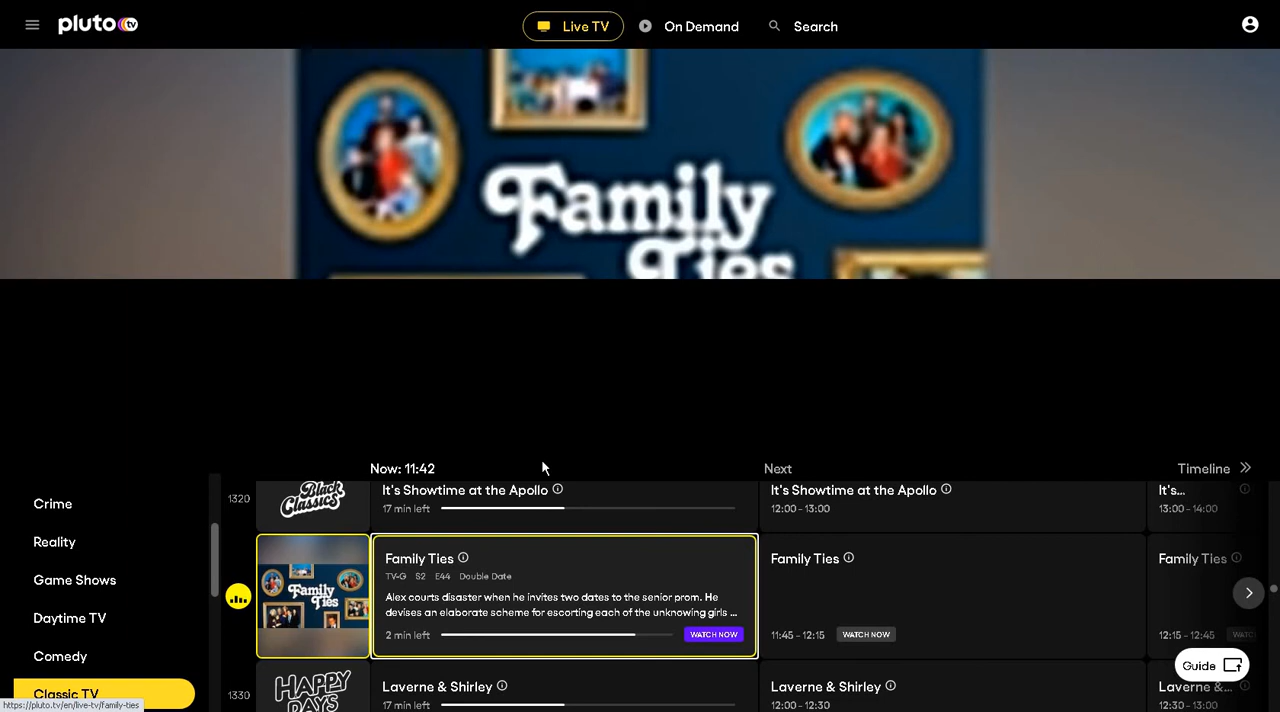 pluto tv
Live TV
On Demand
Search
Family
Ties
Now: 11:42
Next
Timeline
Crime
Reality
Game Shows
Daytime TV
Comedy
Classic TV
1320
Black
Classics
It's Showtime at the Apollo
17 min left
It's Showtime at the Apollo
12:00 - 13:00
It's...
13:00 - 14:00
Family
Ties
Family Ties
TV-G S2 E44 Double Date
Alex courts disaster when he invites two dates to the senior prom. He
devises an elaborate scheme for escorting each of the unknowing girls ...
2 min left
WATCH NOW
Family Ties
11:45 - 12:15
WATCH NOW
Family Ties
12:15 - 12:45
WATC
Guide
1330
HAPPY
DAYS
Laverne & Shirley
17 min left
Laverne & Shirley
12:00 - 12:30
Laverne &...
12:30 - 13:00
https://pluto.tv/en/live-tv/family-ties